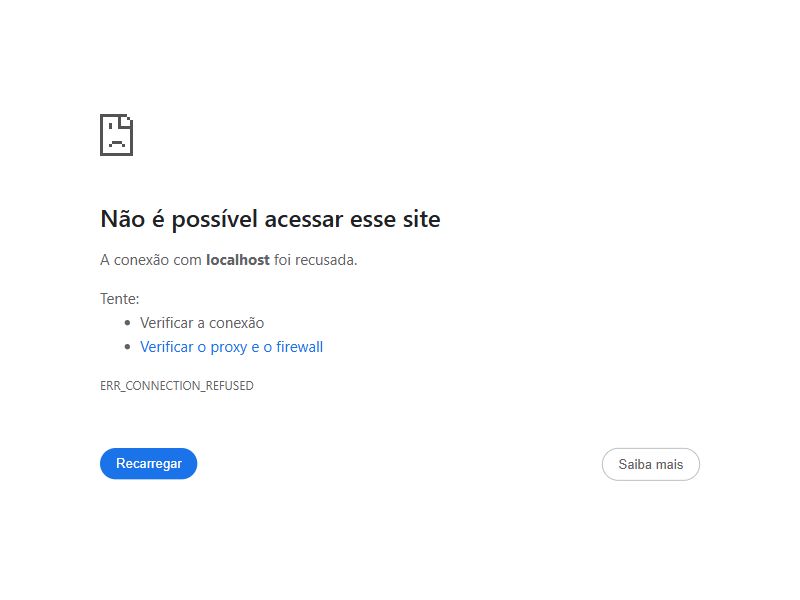 Não é possível acessar esse site
A conexão com localhost foi recusada.
Tente:
Verificar a conexão
Verificar o proxy e o firewall
ERR_CONNECTION_REFUSED
Recarregar
Saiba mais